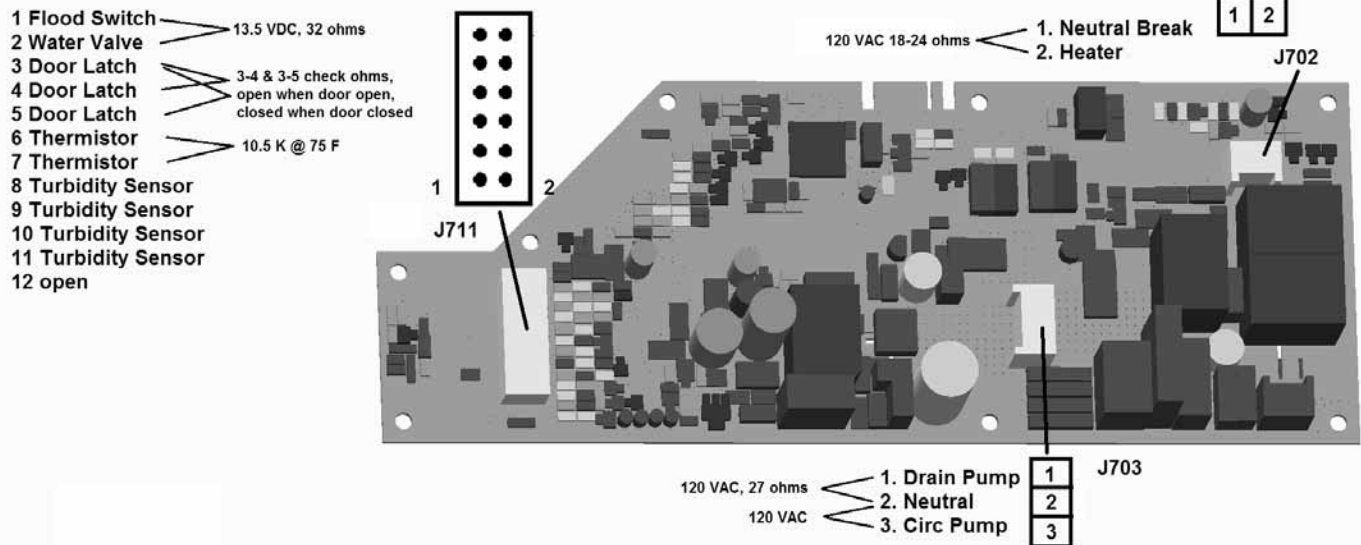 1 Flood Switch
2 Water Valve
13.5 VDC, 32 ohms
3 Door Latch
4 Door Latch
5 Door Latch
3-4 & 3-5 check ohms,
open when door open,
closed when door closed
6 Thermistor
7 Thermistor
10.5 K @ 75 F
8 Turbidity Sensor
9 Turbidity Sensor
10 Turbidity Sensor
11 Turbidity Sensor
12 open
1
2
J711
120 VAC 18-24 ohms
1. Neutral Break
2. Heater
1 2
J702
120 VAC, 27 ohms
120 VAC
1. Drain Pump
2. Neutral
3. Circ Pump
1
2
3
J703